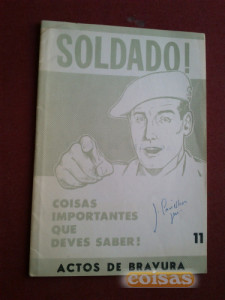 SOLDADO!
COISAS
IMPORTANTES
QUE
DEVES SABER!
11
ACTOS DE BRAVURA
coisas